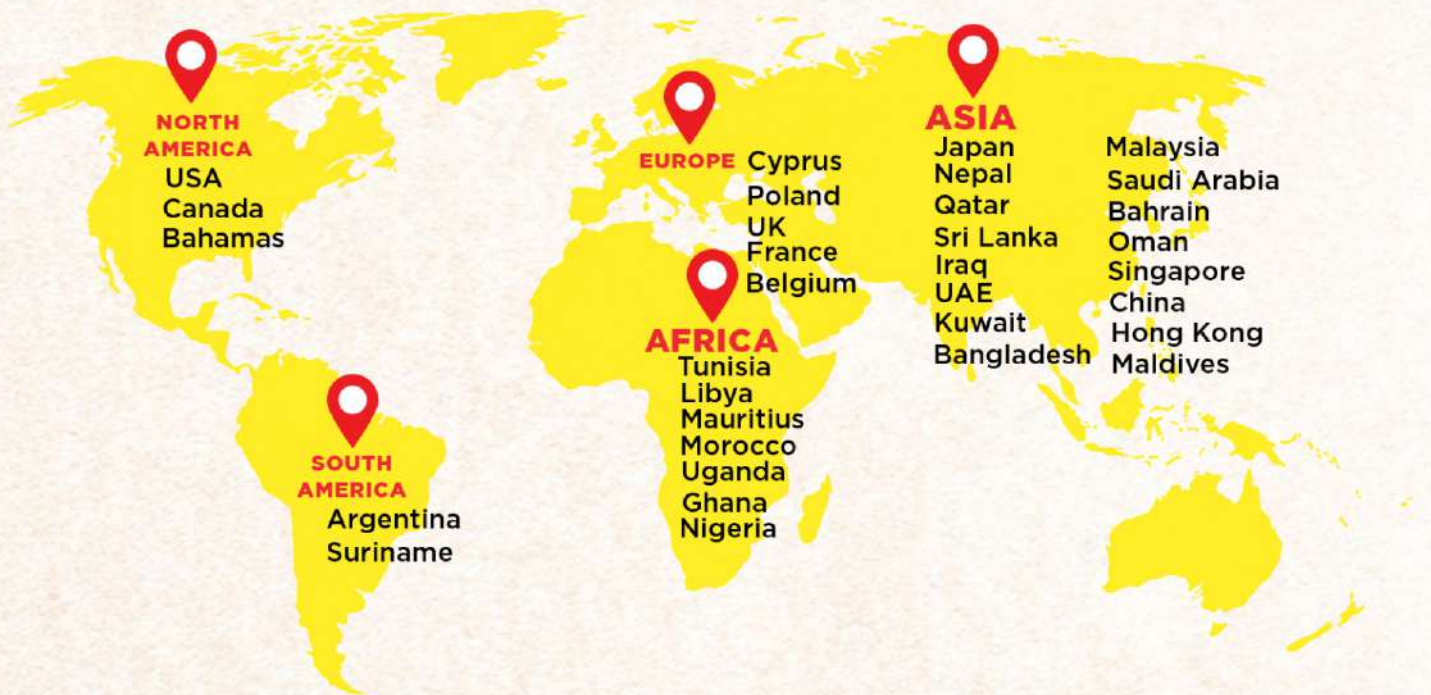 NORTH
AMERICA
USA
Canada
Bahamas
SOUTH
AMERICA
Argentina
Suriname
EUROPE
Cyprus
Poland
UK
France
Belgium
AFRICA
Tunisia
Libya
Mauritius
Morocco
Uganda
Ghana
Nigeria
ASIA
Japan
Nepal
Qatar
Sri Lanka
Iraq
UAE
Kuwait
Bangladesh
Malaysia
Saudi Arabia
Bahrain
Oman
Singapore
China
Hong Kong
Maldives